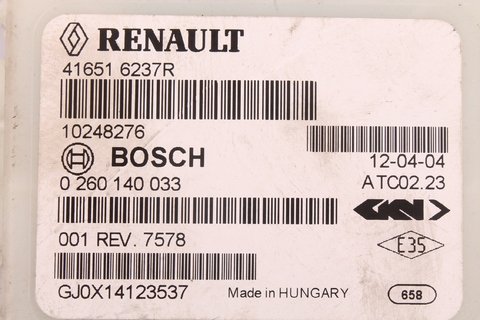 RENAULT
41651 6237R
10248276
BOSCH
12-04-04
0 260 140 033
ATC02.23
GKN
001 REV. 7578
E35
GJ0X14123537
Made in HUNGARY
658